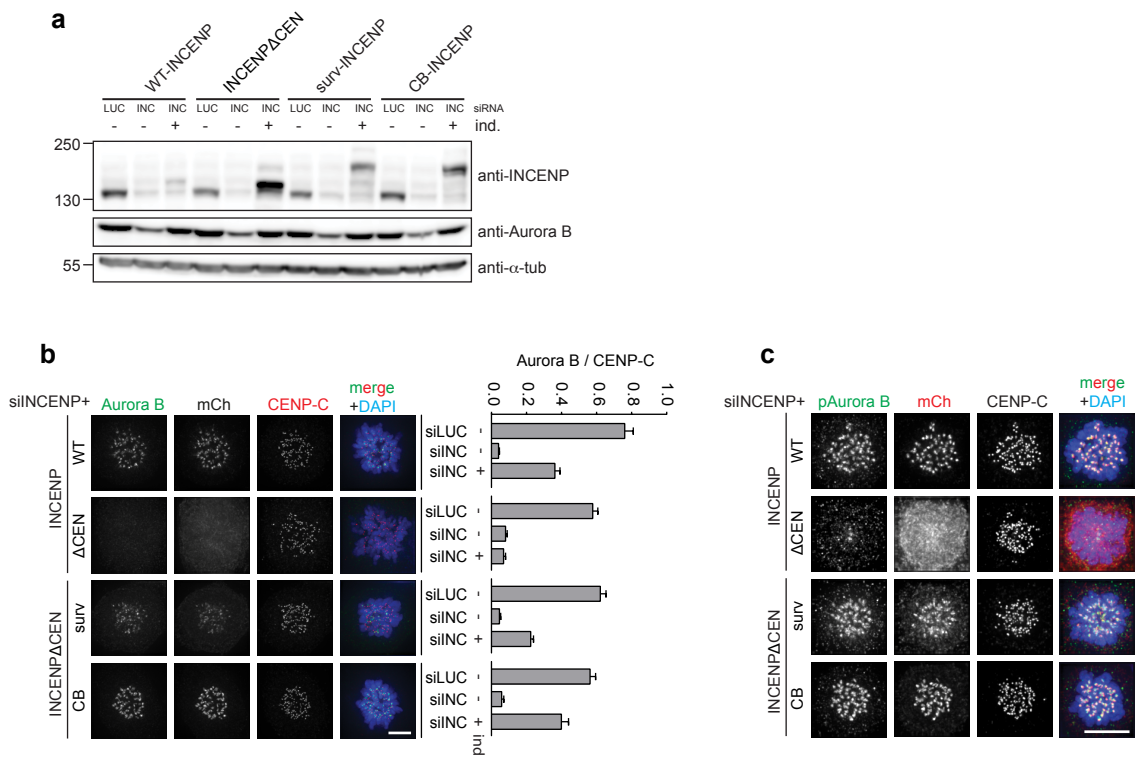 a
WT-INCENP INCENPΔCEN surv-INCENP CB-INCENP
LUC INC INC LUC INC INC LUC INC INC LUC INC INC siRNA
- - + - - + - - + - - + ind.
250
130
anti-INCENP
anti-Aurora B
55
anti-α-tub
b
siINCENP+ Aurora B mCh CENP-C merge
+DAPI
INCENP
WT
ΔCEN
INCENPΔCEN
surv
CB
Aurora B / CENP-C
0.0 0.2 0.4 0.6 0.8 1.0
siLUC -
siINC -
siINC +
siLUC -
siINC -
siINC +
siLUC -
siINC -
siINC +
siLUC -
siINC -
siINC +
ind
c
siINCENP+ pAurora B mCh CENP-C merge
+DAPI
INCENP
WT
ΔCEN
INCENPΔCEN
surv
CB